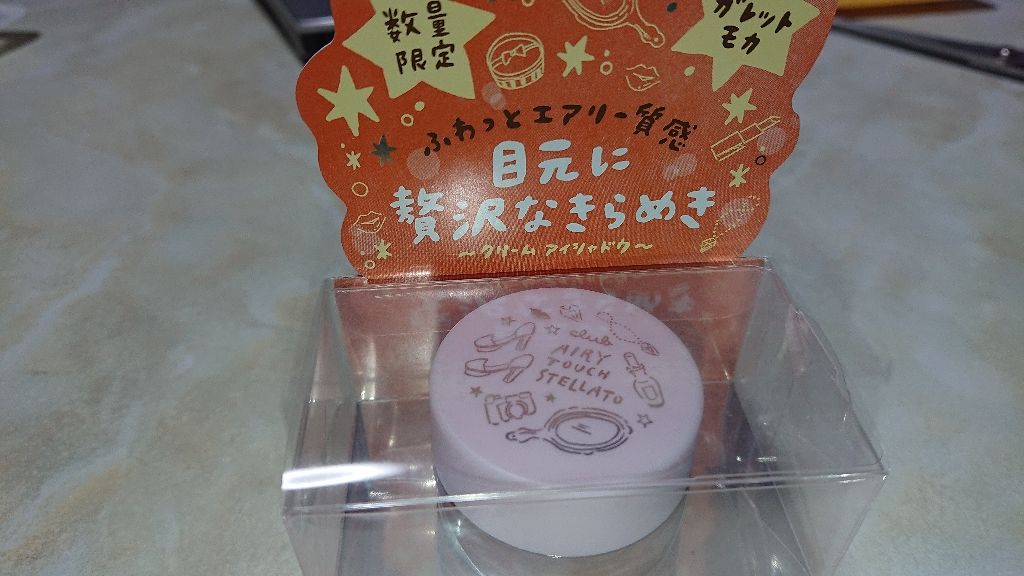 数量
限定
ガレット
モカ
ふわっとエアリー質感
目元に
贅沢なきらめき
～クリーム アイシャドウ～
club
AIRY
TOUCH
STELLATO